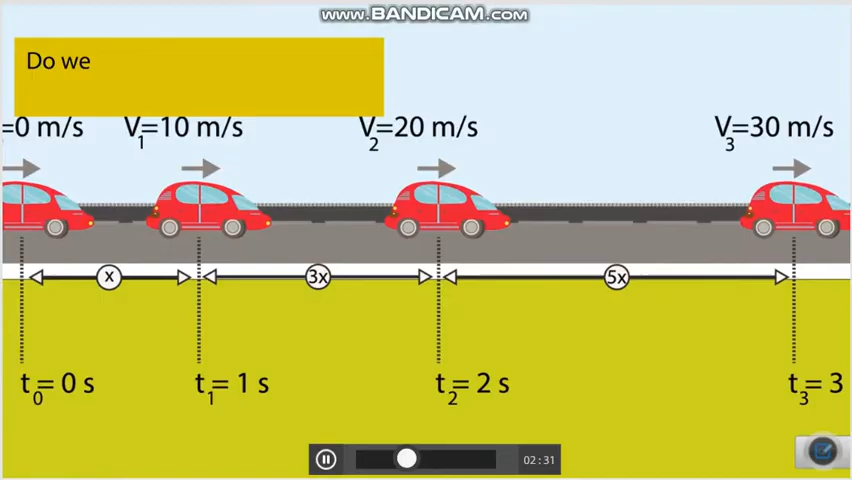 www.BANDICAM.com
Do we
=0 m/s V1=10 m/s V2=20 m/s V3=30 m/s
x 3x 5x
t0= 0 s t1= 1 s t2= 2 s t3= 3
02:31